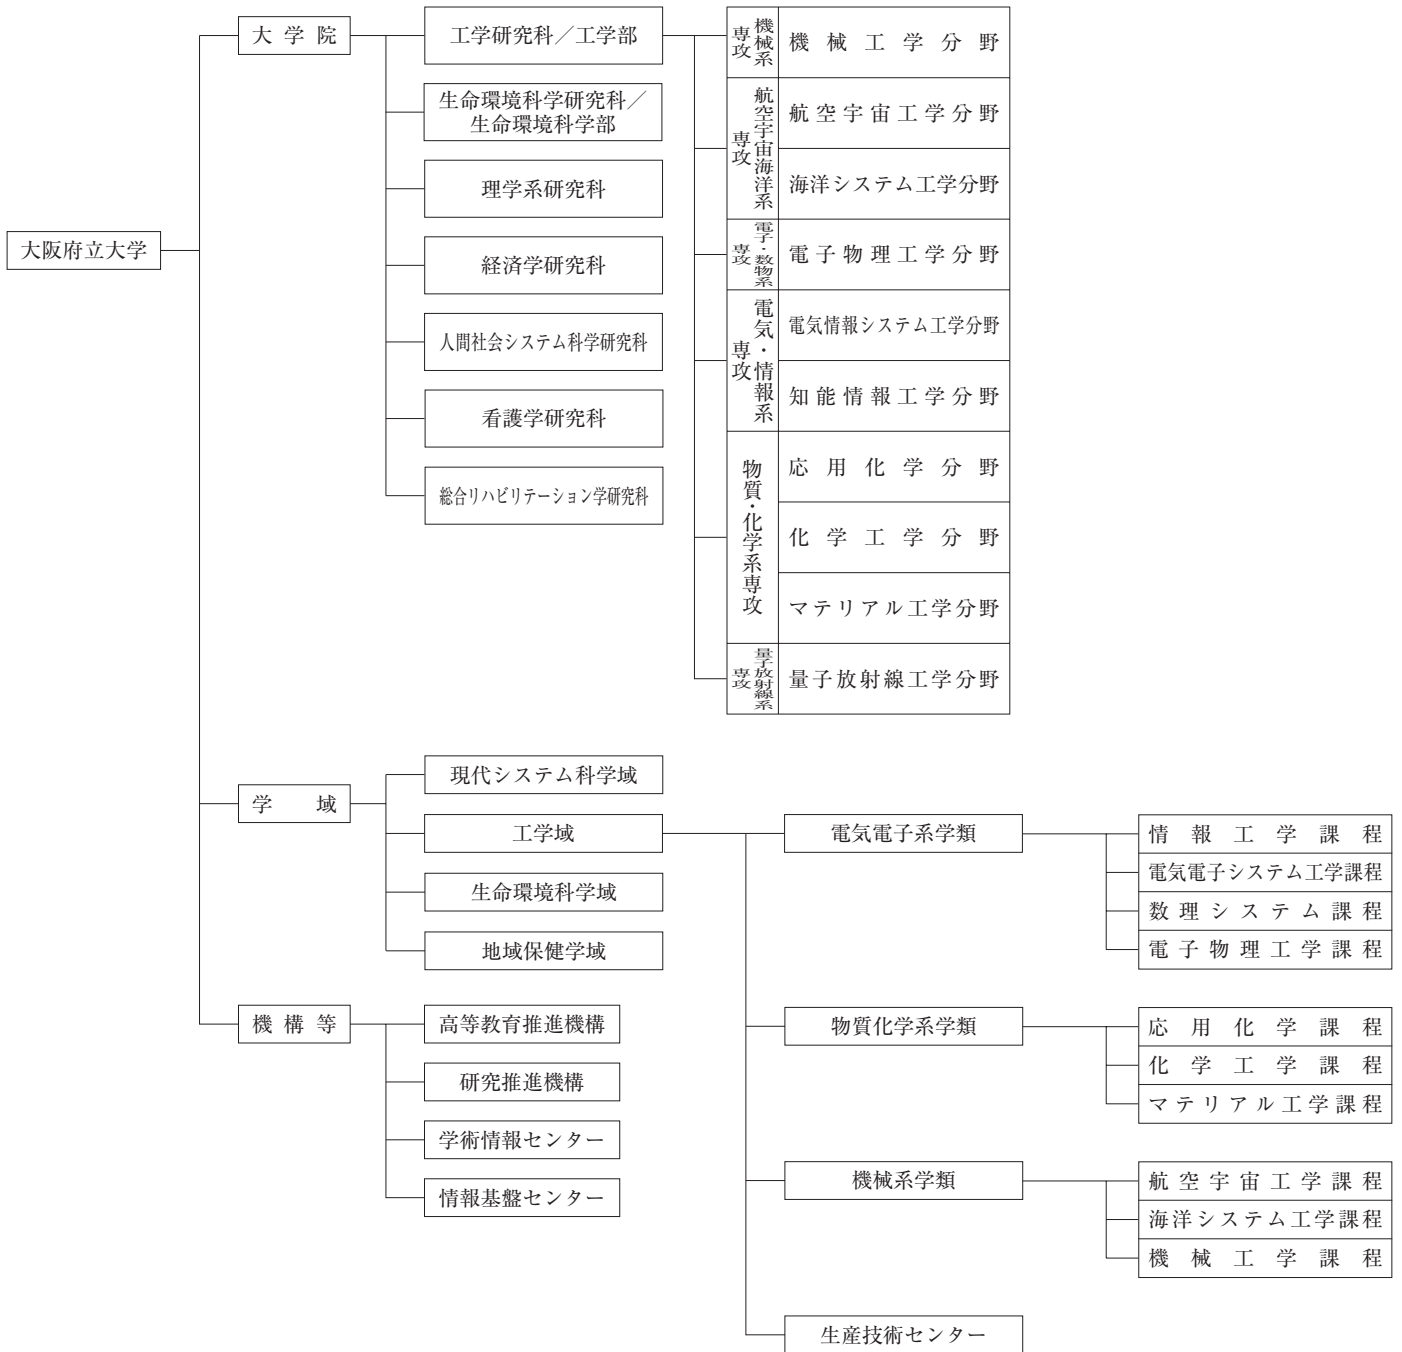 大阪府立大学
大学院
工学研究科／工学部
生命環境科学研究科／
生命環境科学部
理学系研究科
経済学研究科
人間社会システム科学研究科
看護学研究科
総合リハビリテーション学研究科
機械系
専攻
機械工学分野
航空宇宙海洋系
専攻
航空宇宙工学分野
海洋システム工学分野
電子・数物系
専攻
電子物理工学分野
電気・情報系
専攻
電気情報システム工学分野
知能情報工学分野
物質・化学系専攻
応用化学分野
化学工学分野
マテリアル工学分野
量子放射線系
専攻
量子放射線工学分野
学域
現代システム科学域
工学域
生命環境科学域
地域保健学域
電気電子系学類
情報工学課程
電気電子システム工学課程
数理システム課程
電子物理工学課程
物質化学系学類
応用化学課程
化学工学課程
マテリアル工学課程
機械系学類
航空宇宙工学課程
海洋システム工学課程
機械工学課程
生産技術センター
機構等
高等教育推進機構
研究推進機構
学術情報センター
情報基盤センター